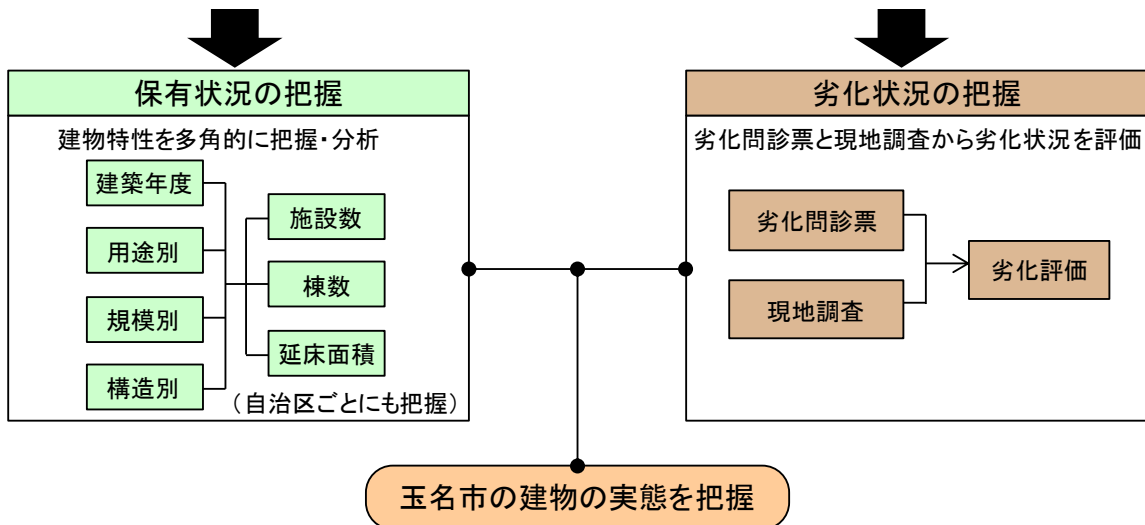 保有状況の把握
建物特性を多角的に把握・分析
建築年度
用途別
規模別
構造別
施設数
棟数
延床面積
（自治区ごとにも把握）
劣化状況の把握
劣化問診票と現地調査から劣化状況を評価
劣化問診票
現地調査
劣化評価
玉名市の建物の実態を把握